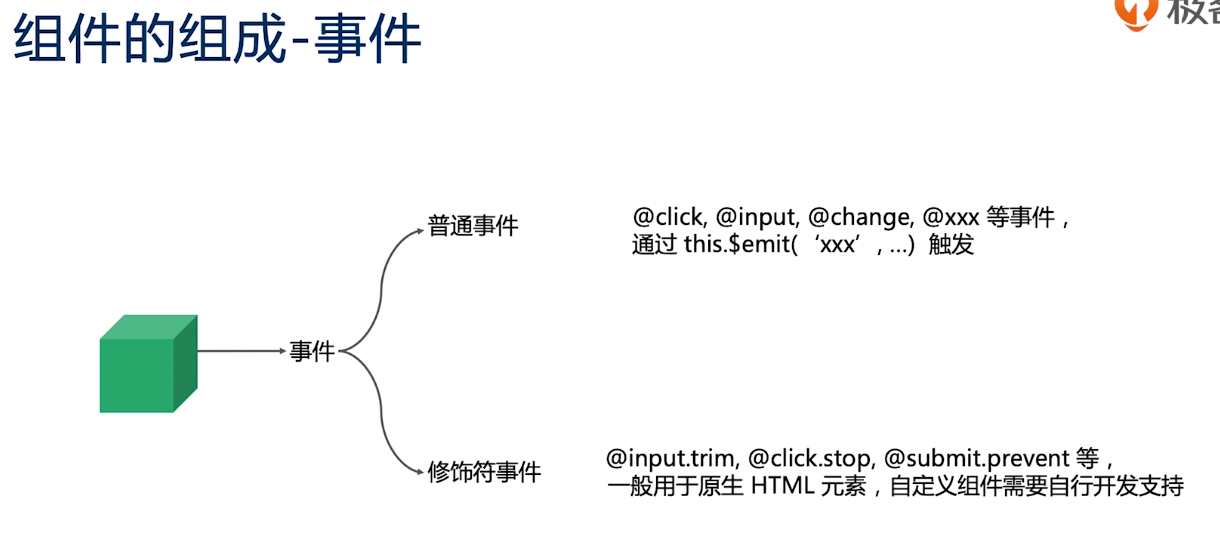 组件的组成-事件
普通事件
@click, @input, @change, @xxx 等事件，
通过 this.$emit(‘xxx’, ...) 触发
事件
修饰符事件
@input.trim, @click.stop, @submit.prevent 等，
一般用于原生 HTML 元素，自定义组件需要自行开发支持